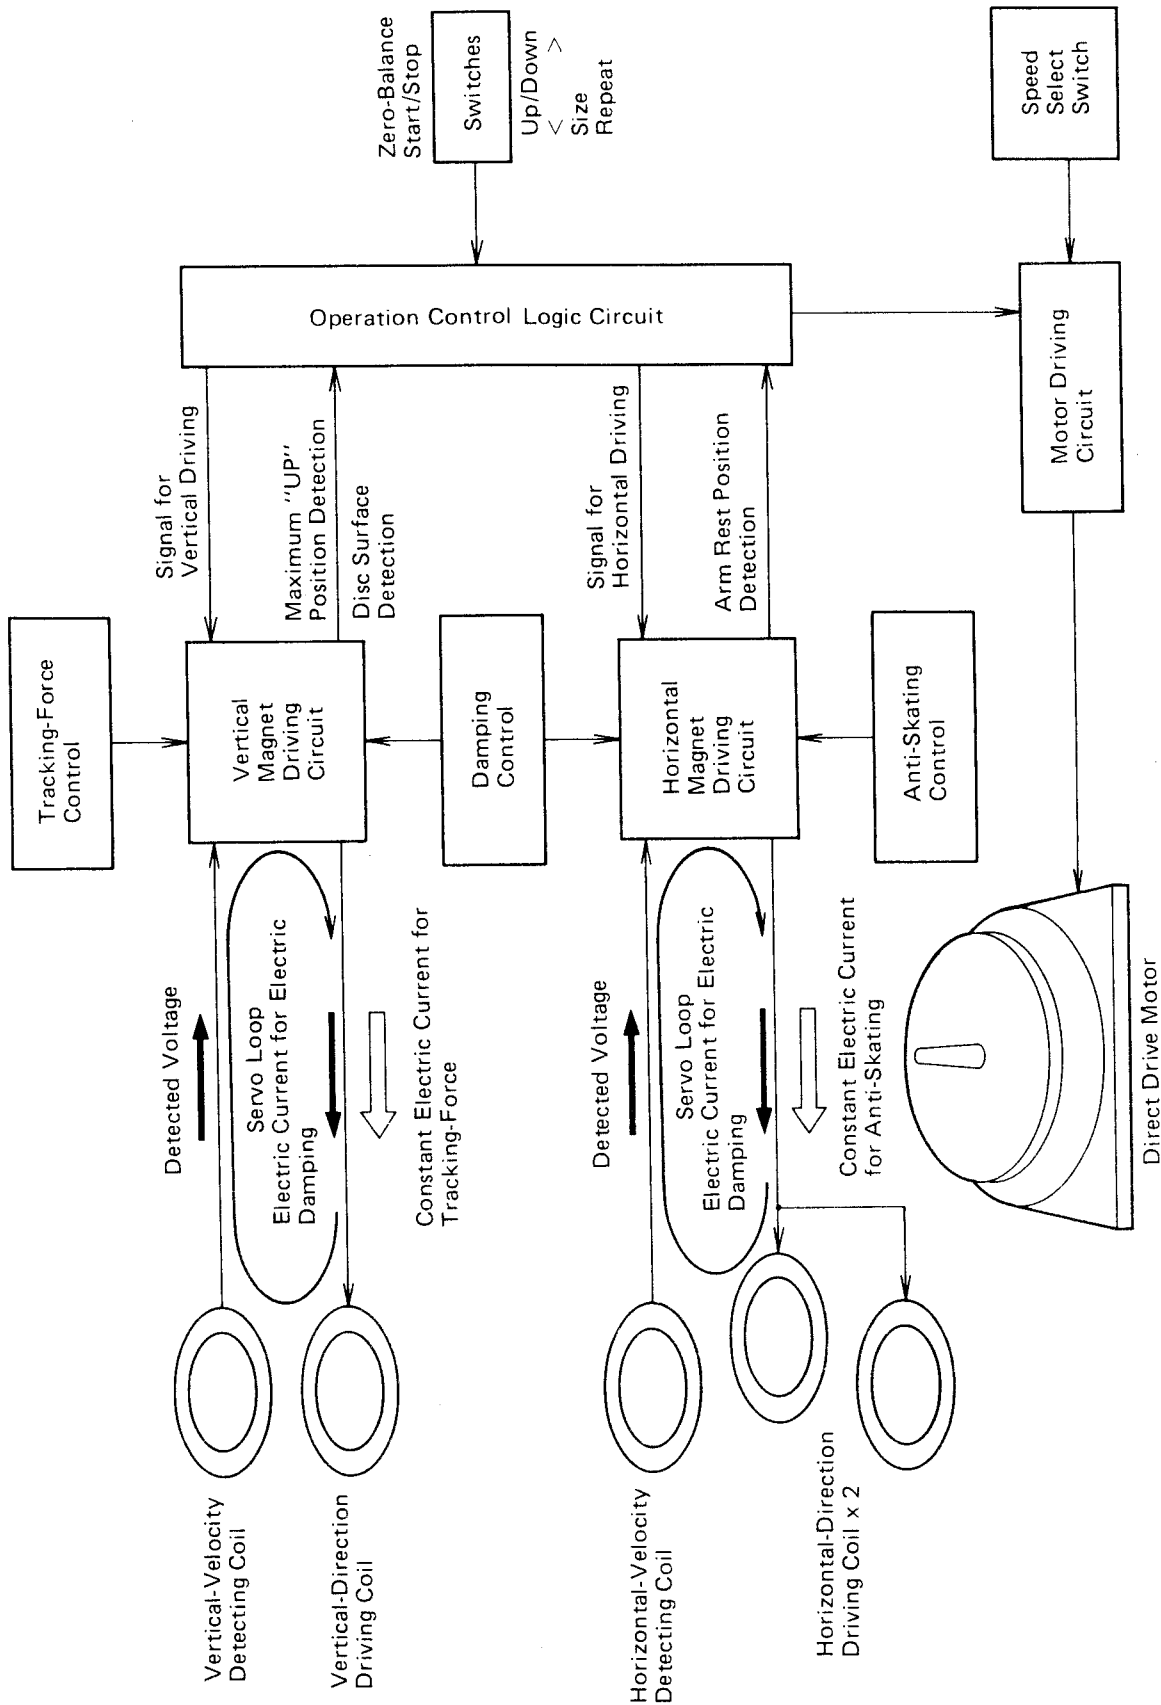 Vertical-Velocity
Detecting Coil
Vertical-Direction
Driving Coil
Detected Voltage
Servo Loop
Electric Current for Electric
Damping
Constant Electric Current for
Tracking-Force
Tracking-Force
Control
Vertical
Magnet
Driving
Circuit
Signal for
Vertical Driving
Maximum "UP"
Position Detection
Disc Surface
Detection
Damping
Control
Operation Control Logic Circuit
Zero-Balance
Start/Stop
Switches
Up/Down
< >
Size
Repeat
Horizontal-Velocity
Detecting Coil
Horizontal-Direction
Driving Coil x 2
Detected Voltage
Servo Loop
Electric Current for Electric
Damping
Constant Electric Current
for Anti-Skating
Horizontal
Magnet
Driving
Circuit
Signal for
Horizontal Driving
Arm Rest Position
Detection
Anti-Skating
Control
Direct Drive Motor
Motor Driving
Circuit
Speed
Select
Switch